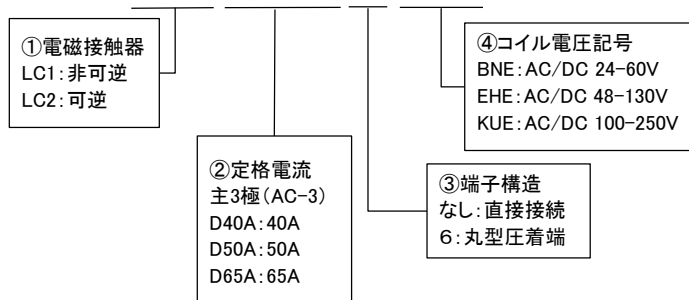 ①電磁接触器
LC1:非可逆
LC2:可逆
②定格電流
主3極(AC-3)
D40A:40A
D50A:50A
D65A:65A
③端子構造
なし:直接接続
6:丸型圧着端
④コイル電圧記号
BNE:AC/DC 24-60V
EHE:AC/DC 48-130V
KUE:AC/DC 100-250V